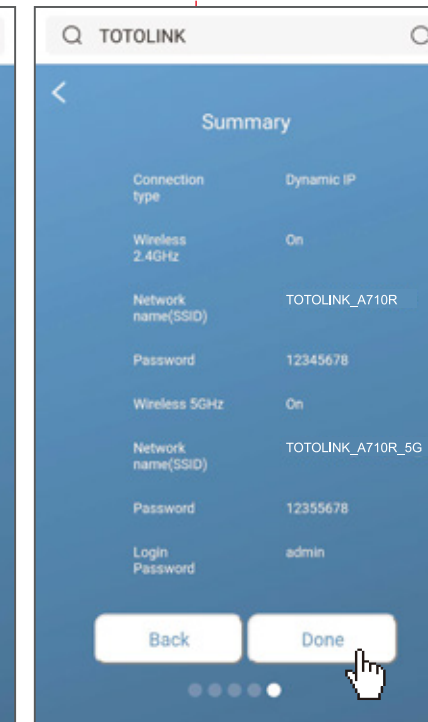 TOTOLINK
Summary
Connection Dynamic IP
type
Wireless On
2.4GHz
Network TOTOLINK_A710R
name(SSID)
Password 12345678
Wireless 5GHz On
Network TOTOLINK_A710R_5G
name(SSID)
Password 12355678
Login admin
Password
Back Done